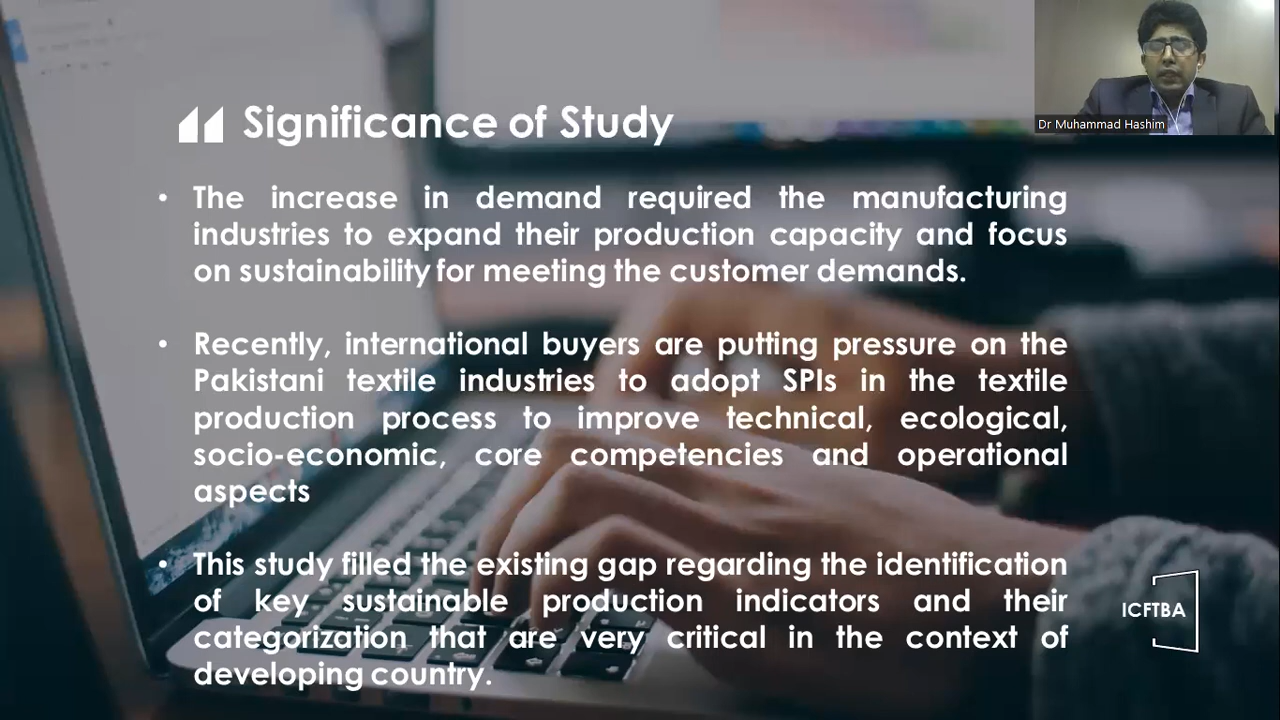 Dr Muhammad Hashim
Significance of Study
• The increase in demand required the manufacturing
industries to expand their production capacity and focus
on sustainability for meeting the customer demands.
• Recently, international buyers are putting pressure on the
Pakistani textile industries to adopt SPIs in the textile
production process to improve technical, ecological,
socio-economic, core competencies and operational
aspects
• This study filled the existing gap regarding the identification
of key sustainable production indicators and their
categorization that are very critical in the context of
developing country.
ICFTBA